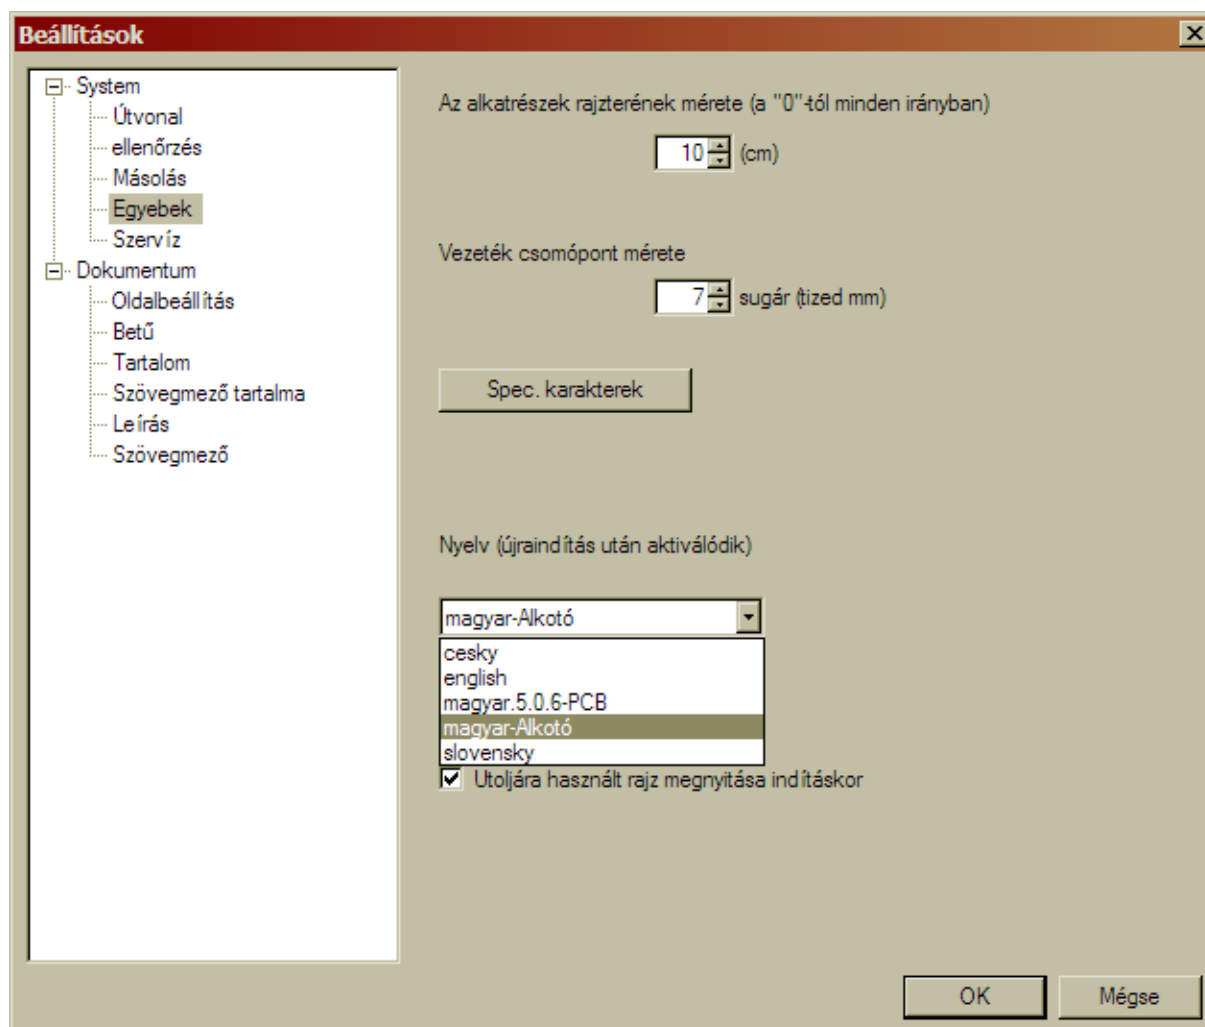 Beállítások
System
Útvonal
ellenőrzés
Másolás
Egyebek
Szervíz
Dokumentum
Oldalbeállítás
Betű
Tartalom
Szövegmező tartalma
Leírás
Szövegmező
Az alkatrészek rajzterének mérete (a "0"-tól minden irányban)
10 (cm)
Vezeték csomópont mérete
7 sugár (tized mm)
Spec. karakterek
Nyelv (újraindítás után aktiválódik)
magyar-Alkotó
cesky
english
magyar.5.0.6-PCB
magyar-Alkotó
slovensky
Utoljára használt rajz megnyitása indításkor
OK Mégse